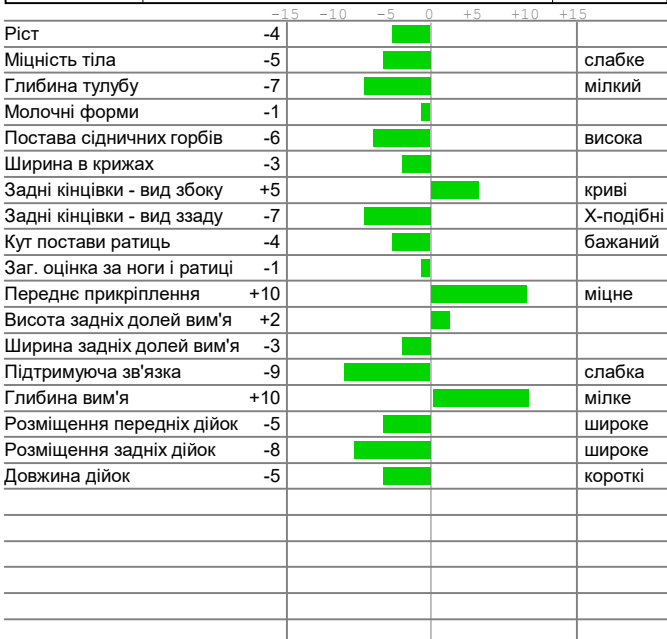 -15 -10 -5 0 +5 +10 +15
Ріст -4
Міцність тіла -5 слабке
Глибина тулубу -7 мілкий
Молочні форми -1
Постава сідничних горбів -6 висока
Ширина в крижах -3
Задні кінцівки - вид збоку +5 криві
Задні кінцівки - вид ззаду -7 Х-подібні
Кут постави ратиць -4 бажаний
Заг. оцінка за ноги і ратиці -1
Переднє прикріплення +10 міцне
Висота задніх долей вим'я +2
Ширина задніх долей вим'я -3
Підтримуюча зв'язка -9 слабка
Глибина вим'я +10 мілке
Розміщення передніх дійок -5 широке
Розміщення задніх дійок -8 широке
Довжина дійок -5 короткі